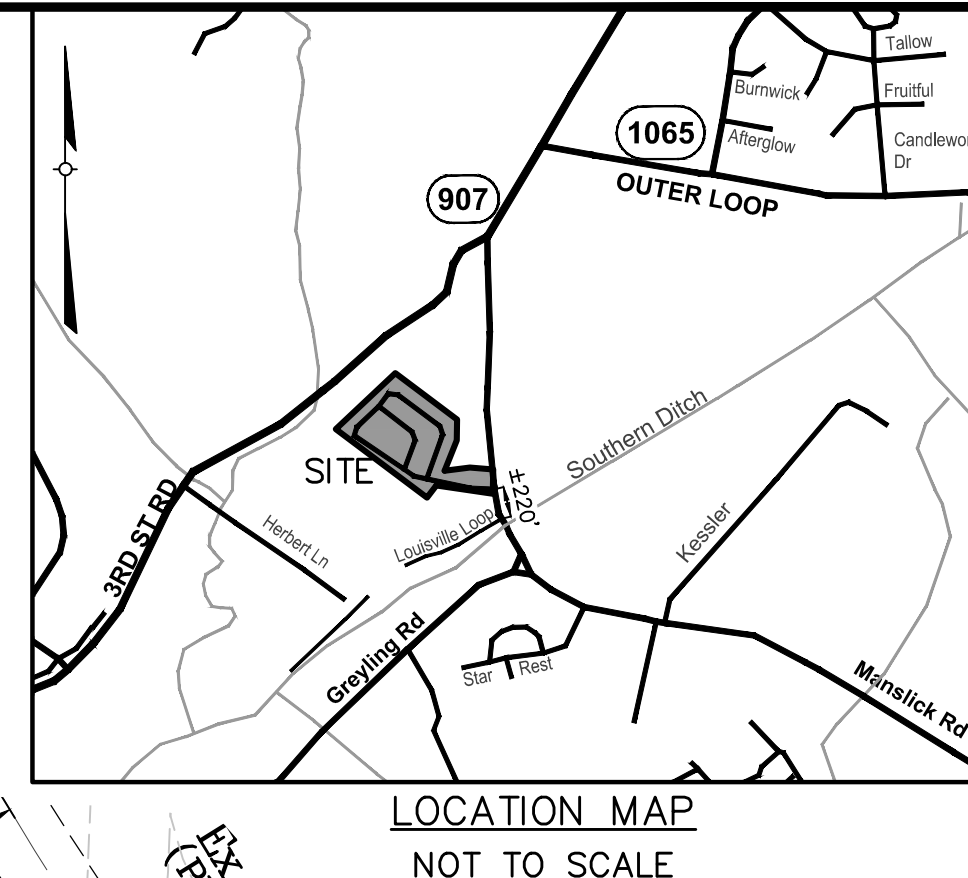 Tallow
Burnwick
Fruitful
1065
Afterglow
Dr
OUTER LOOP
907
Southern Ditch
SITE
±220'
3RD ST RD
Herbert Ln
Louisville Loop
Kessler
Greyling Rd
Star Rest
Manslick Rd
LOCATION MAP
NOT TO SCALE
EX